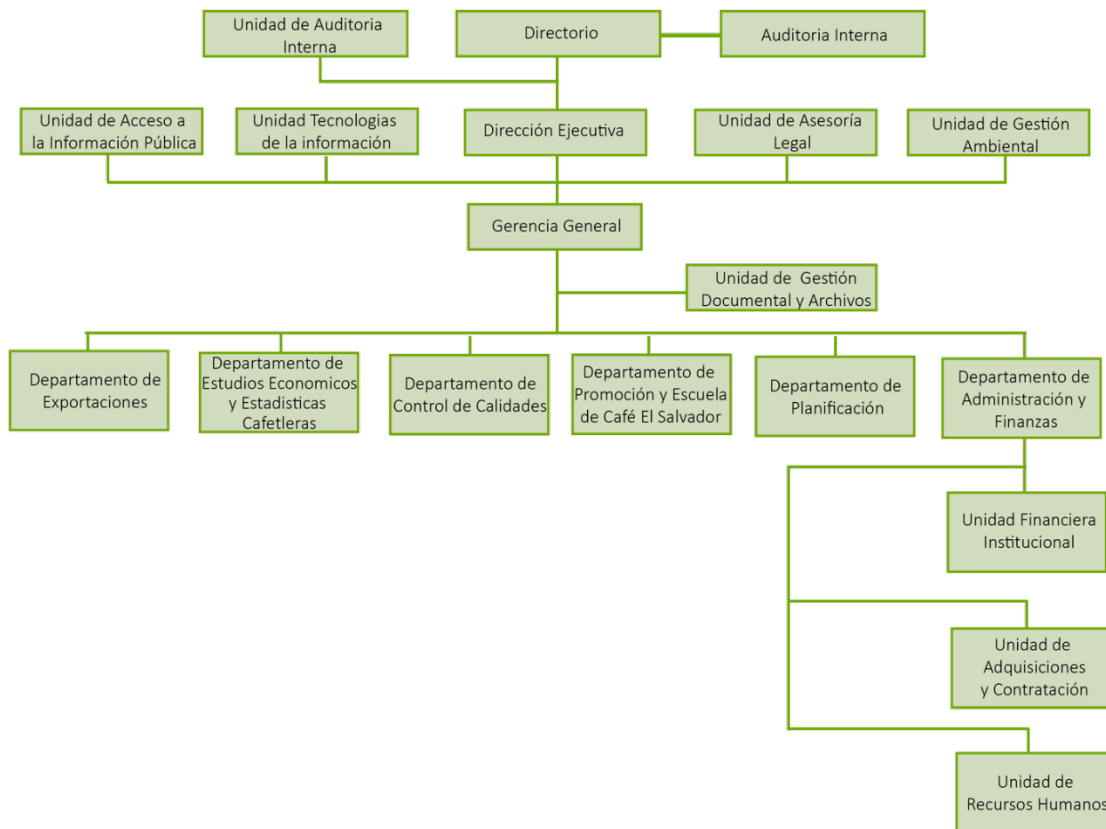 Unidad de Auditoria
Interna
Directorio
Auditoria Interna
Unidad de Acceso a
la Información Pública
Unidad Tecnologias
de la información
Dirección Ejecutiva
Unidad de Asesoría
Legal
Unidad de Gestión
Ambiental
Gerencia General
Unidad de Gestión
Documental y Archivos
Departamento de
Exportaciones
Departamento de
Estudios Economicos
y Estadisticas
Cafetleras
Departamento de
Control de Calidades
Departamento de
Promoción y Escuela
de Café El Salvador
Departamento de
Planificación
Departamento de
Administración y
Finanzas
Unidad Financiera
Institucional
Unidad de
Adquisiciones
y Contratación
Unidad de
Recursos Humanos